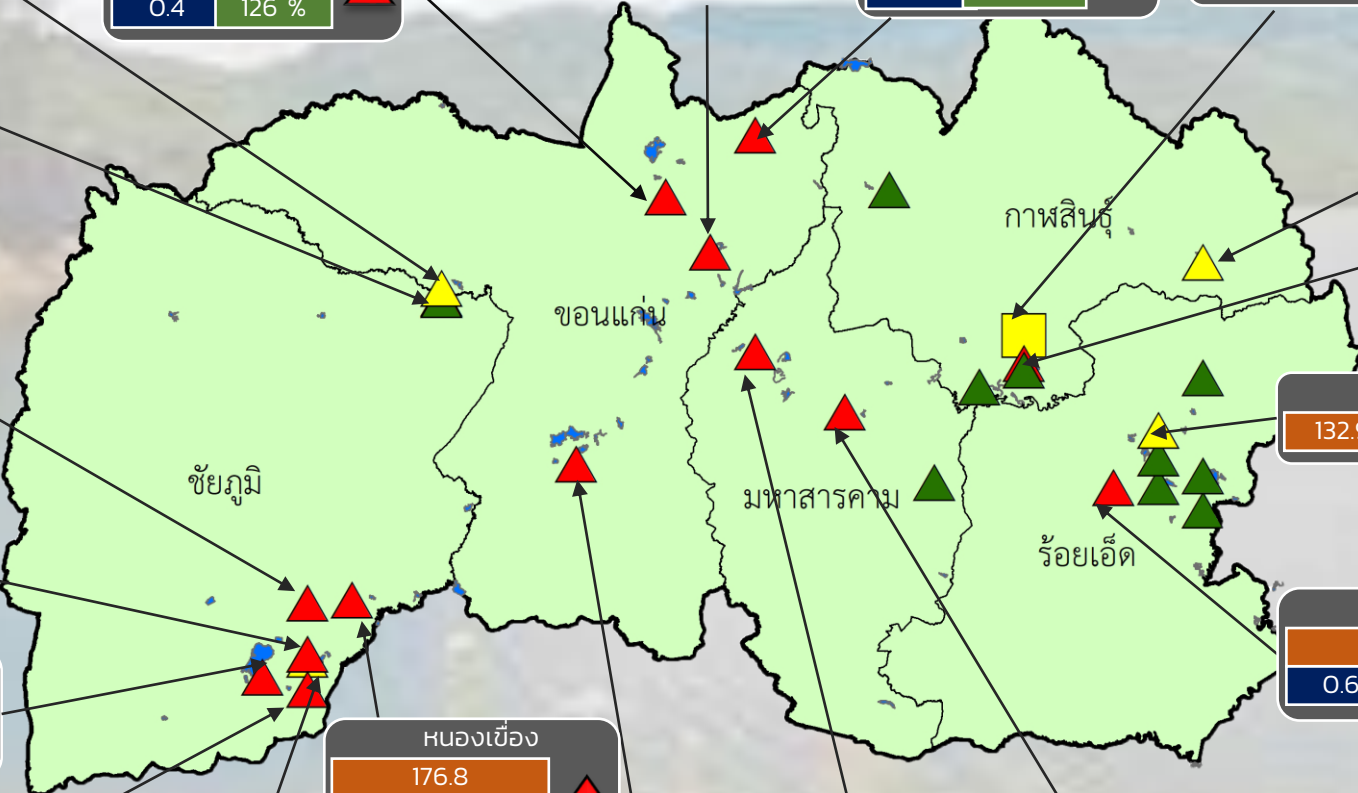 0.4 126 %
กาฬสินธุ์
ขอนแก่น
132.9
ชัยภูมิ
มหาสารคาม
ร้อยเอ็ด
0.6
หนองเขื่อง
176.8